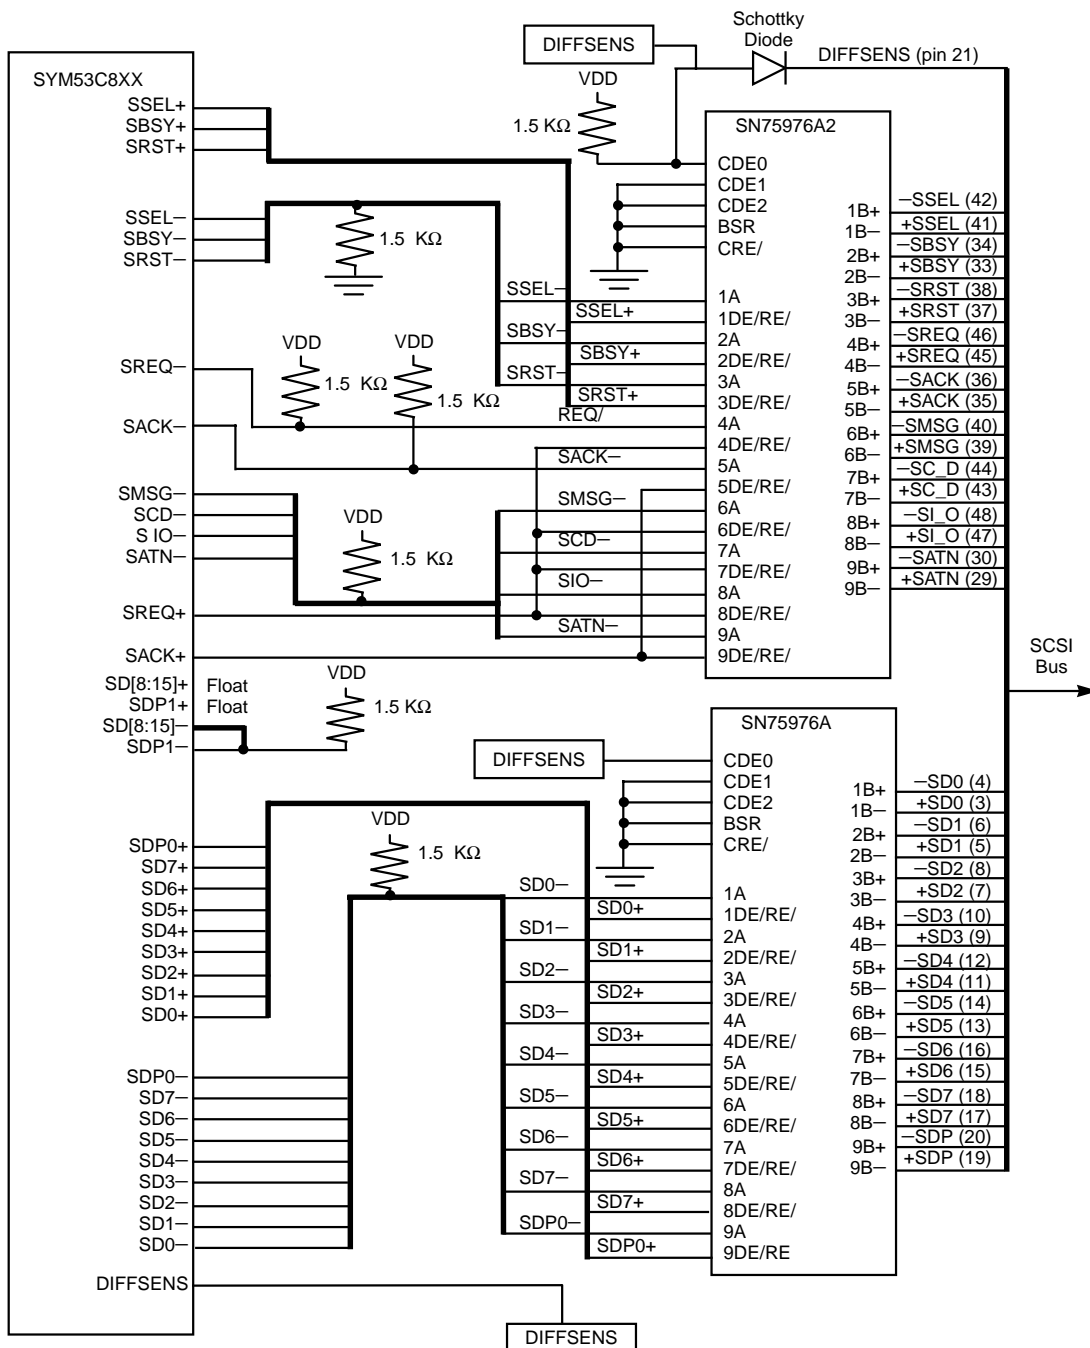 Schottky
Diode
DIFFSENS
DIFFSENS (pin 21)
SYM53C8XX
VDD
1.5 KΩ
SN75976A2
SSEL+
SBSY+
SRST+
CDE0
CDE1
CDE2
BSR
CRE/
SSEL–
SBSY–
SRST–
1.5 KΩ
1B+
–SSEL (42)
1B–
+SSEL (41)
2B+
–SBSY (34)
2B–
+SBSY (33)
3B+
–SRST (38)
3B–
+SRST (37)
4B+
–SREQ (46)
4B–
+SREQ (45)
5B+
–SACK (36)
5B–
+SACK (35)
6B+
–SMSG (40)
6B–
+SMSG (39)
7B+
–SC_D (44)
7B–
+SC_D (43)
8B+
–SI_O (48)
8B–
+SI_O (47)
9B+
–SATN (30)
9B–
+SATN (29)
SSEL–
1A
SSEL+
1DE/RE/
SBSY–
2A
SBSY+
2DE/RE/
SRST–
3A
SRST+
3DE/RE/
REQ/
4A
4DE/RE/
SACK–
5A
5DE/RE/
SMSG–
6A
6DE/RE/
SCD–
7A
7DE/RE/
SIO–
8A
8DE/RE/
SATN–
9A
9DE/RE/
VDD
1.5 KΩ
VDD
1.5 KΩ
SREQ–
SACK–
SMSG–
SCD–
S IO–
SATN–
VDD
1.5 KΩ
SREQ+
SACK+
SD[8:15]+ Float
SDP1+ Float
SD[8:15]–
SDP1–
VDD
1.5 KΩ
SCSI
Bus
SN75976A
DIFFSENS
CDE0
CDE1
CDE2
BSR
CRE/
VDD
1.5 KΩ
SDP0+
SD7+
SD6+
SD5+
SD4+
SD3+
SD2+
SD1+
SD0+
1B+
–SD0 (4)
1B–
+SD0 (3)
2B+
–SD1 (6)
2B–
+SD1 (5)
3B+
–SD2 (8)
3B–
+SD2 (7)
4B+
–SD3 (10)
4B–
+SD3 (9)
5B+
–SD4 (12)
5B–
+SD4 (11)
6B+
–SD5 (14)
6B–
+SD5 (13)
7B+
–SD6 (16)
7B–
+SD6 (15)
8B+
–SD7 (18)
8B–
+SD7 (17)
9B+
–SDP (20)
9B–
+SDP (19)
SD0–
1A
SD0+
1DE/RE/
SD1–
2A
SD1+
2DE/RE/
SD2–
3A
SD2+
3DE/RE/
SD3–
4A
SD3+
4DE/RE/
SD4–
5A
SD4+
5DE/RE/
SD5–
6A
SD5+
6DE/RE/
SD6–
7A
SD6+
7DE/RE/
SD7–
8A
SD7+
8DE/RE/
SDP0–
9A
SDP0+
9DE/RE
SDP0–
SD7–
SD6–
SD5–
SD4–
SD3–
SD2–
SD1–
SD0–
DIFFSENS
DIFFSENS